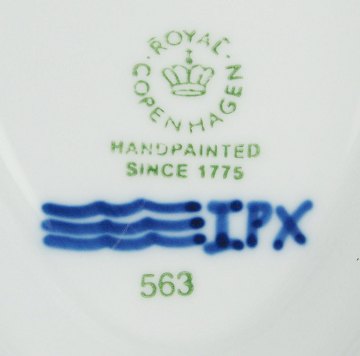 ROYAL
COPENHAGEN
HANDPAINTED
SINCE 1775
IPX
563